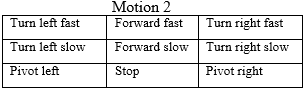 Motion 2
Turn left fast Forward fast Turn right fast
Turn left slow Forward slow Turn right slow
Pivot left Stop Pivot right